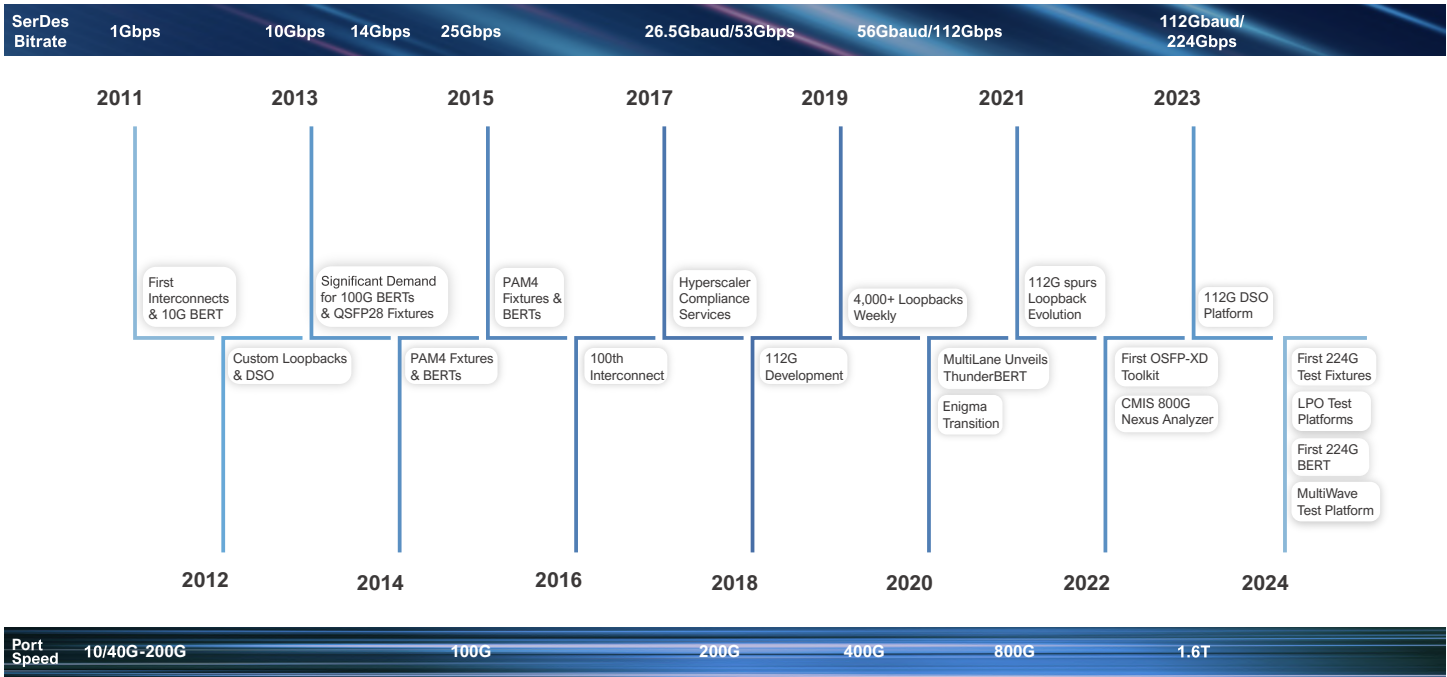 SerDes
Bitrate
1Gbps
10Gbps
14Gbps
25Gbps
26.5Gbaud/53Gbps
56Gbaud/112Gbps
112Gbaud/
224Gbps
2011
2013
2015
2017
2019
2021
2023
First
Interconnects
& 10G BERT
Significant Demand
for 100G BERTs
& QSFP28 Fixtures
PAM4
Fixtures &
BERTs
Hyperscaler
Compliance
Services
4,000+ Loopbacks
Weekly
112G spurs
Loopback
Evolution
112G DSO
Platform
Custom Loopbacks
& DSO
PAM4 Fxtures
& BERTs
100th
Interconnect
112G
Development
MultiLane Unveils
ThunderBERT
Enigma
Transition
First OSFP-XD
Toolkit
CMIS 800G
Nexus Analyzer
First 224G
Test Fixtures
LPO Test
Platforms
First 224G
BERT
MultiWave
Test Platform
2012
2014
2016
2018
2020
2022
2024
Port
Speed
10/40G-200G
100G
200G
400G
800G
1.6T